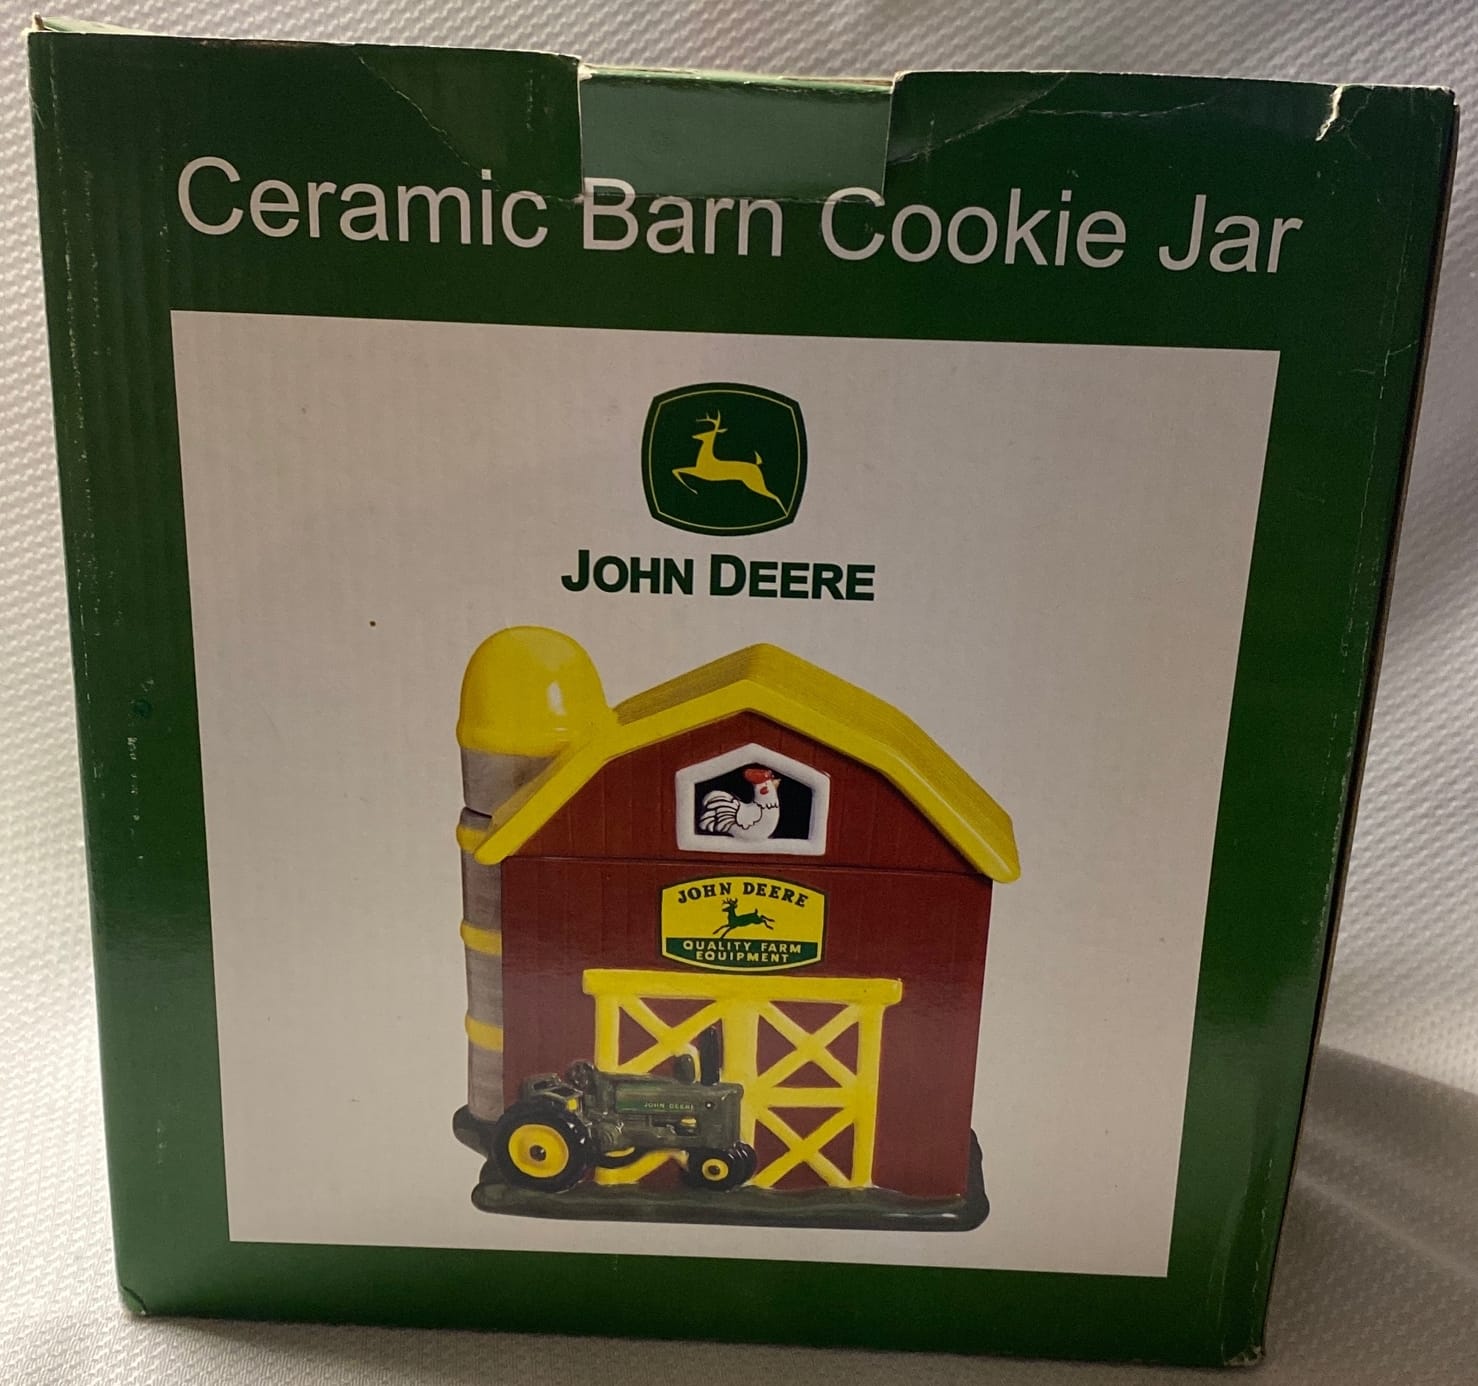 Ceramic Barn Cookie Jar
JOHN DEERE
JOHN DEERE
QUALITY FARM
EQUIPMENT
JOHN DEERE